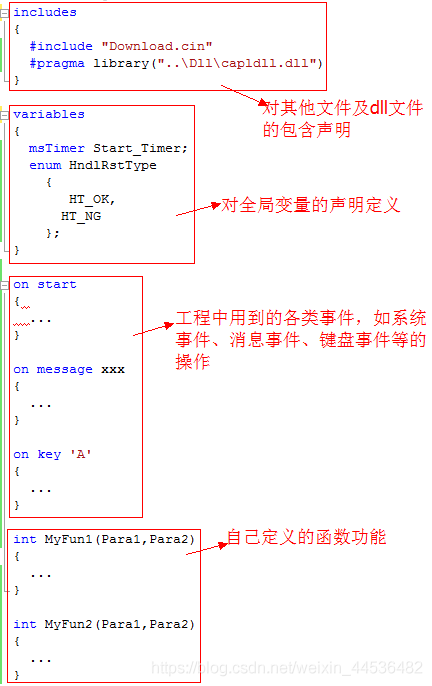 includes
{
#include "Download.cin"
#pragma library("..\Dll\capldll.dll")
}
对其他文件及dll文件
的包含声明
variables
{
msTimer Start_Timer;
enum HndlRstType
{
HT_OK,
HT_NG
};
}
对全局变量的声明定义
on start
{
...
}
on message xxx
{
...
}
on key 'A'
{
...
}
工程中用到的各类事件，如系统
事件、消息事件、键盘事件等的
操作
int MyFun1(Para1,Para2)
{
...
}
int MyFun2(Para1,Para2)
{
...
}
自己定义的函数功能
https://blog.csdn.net/weixin_44536482